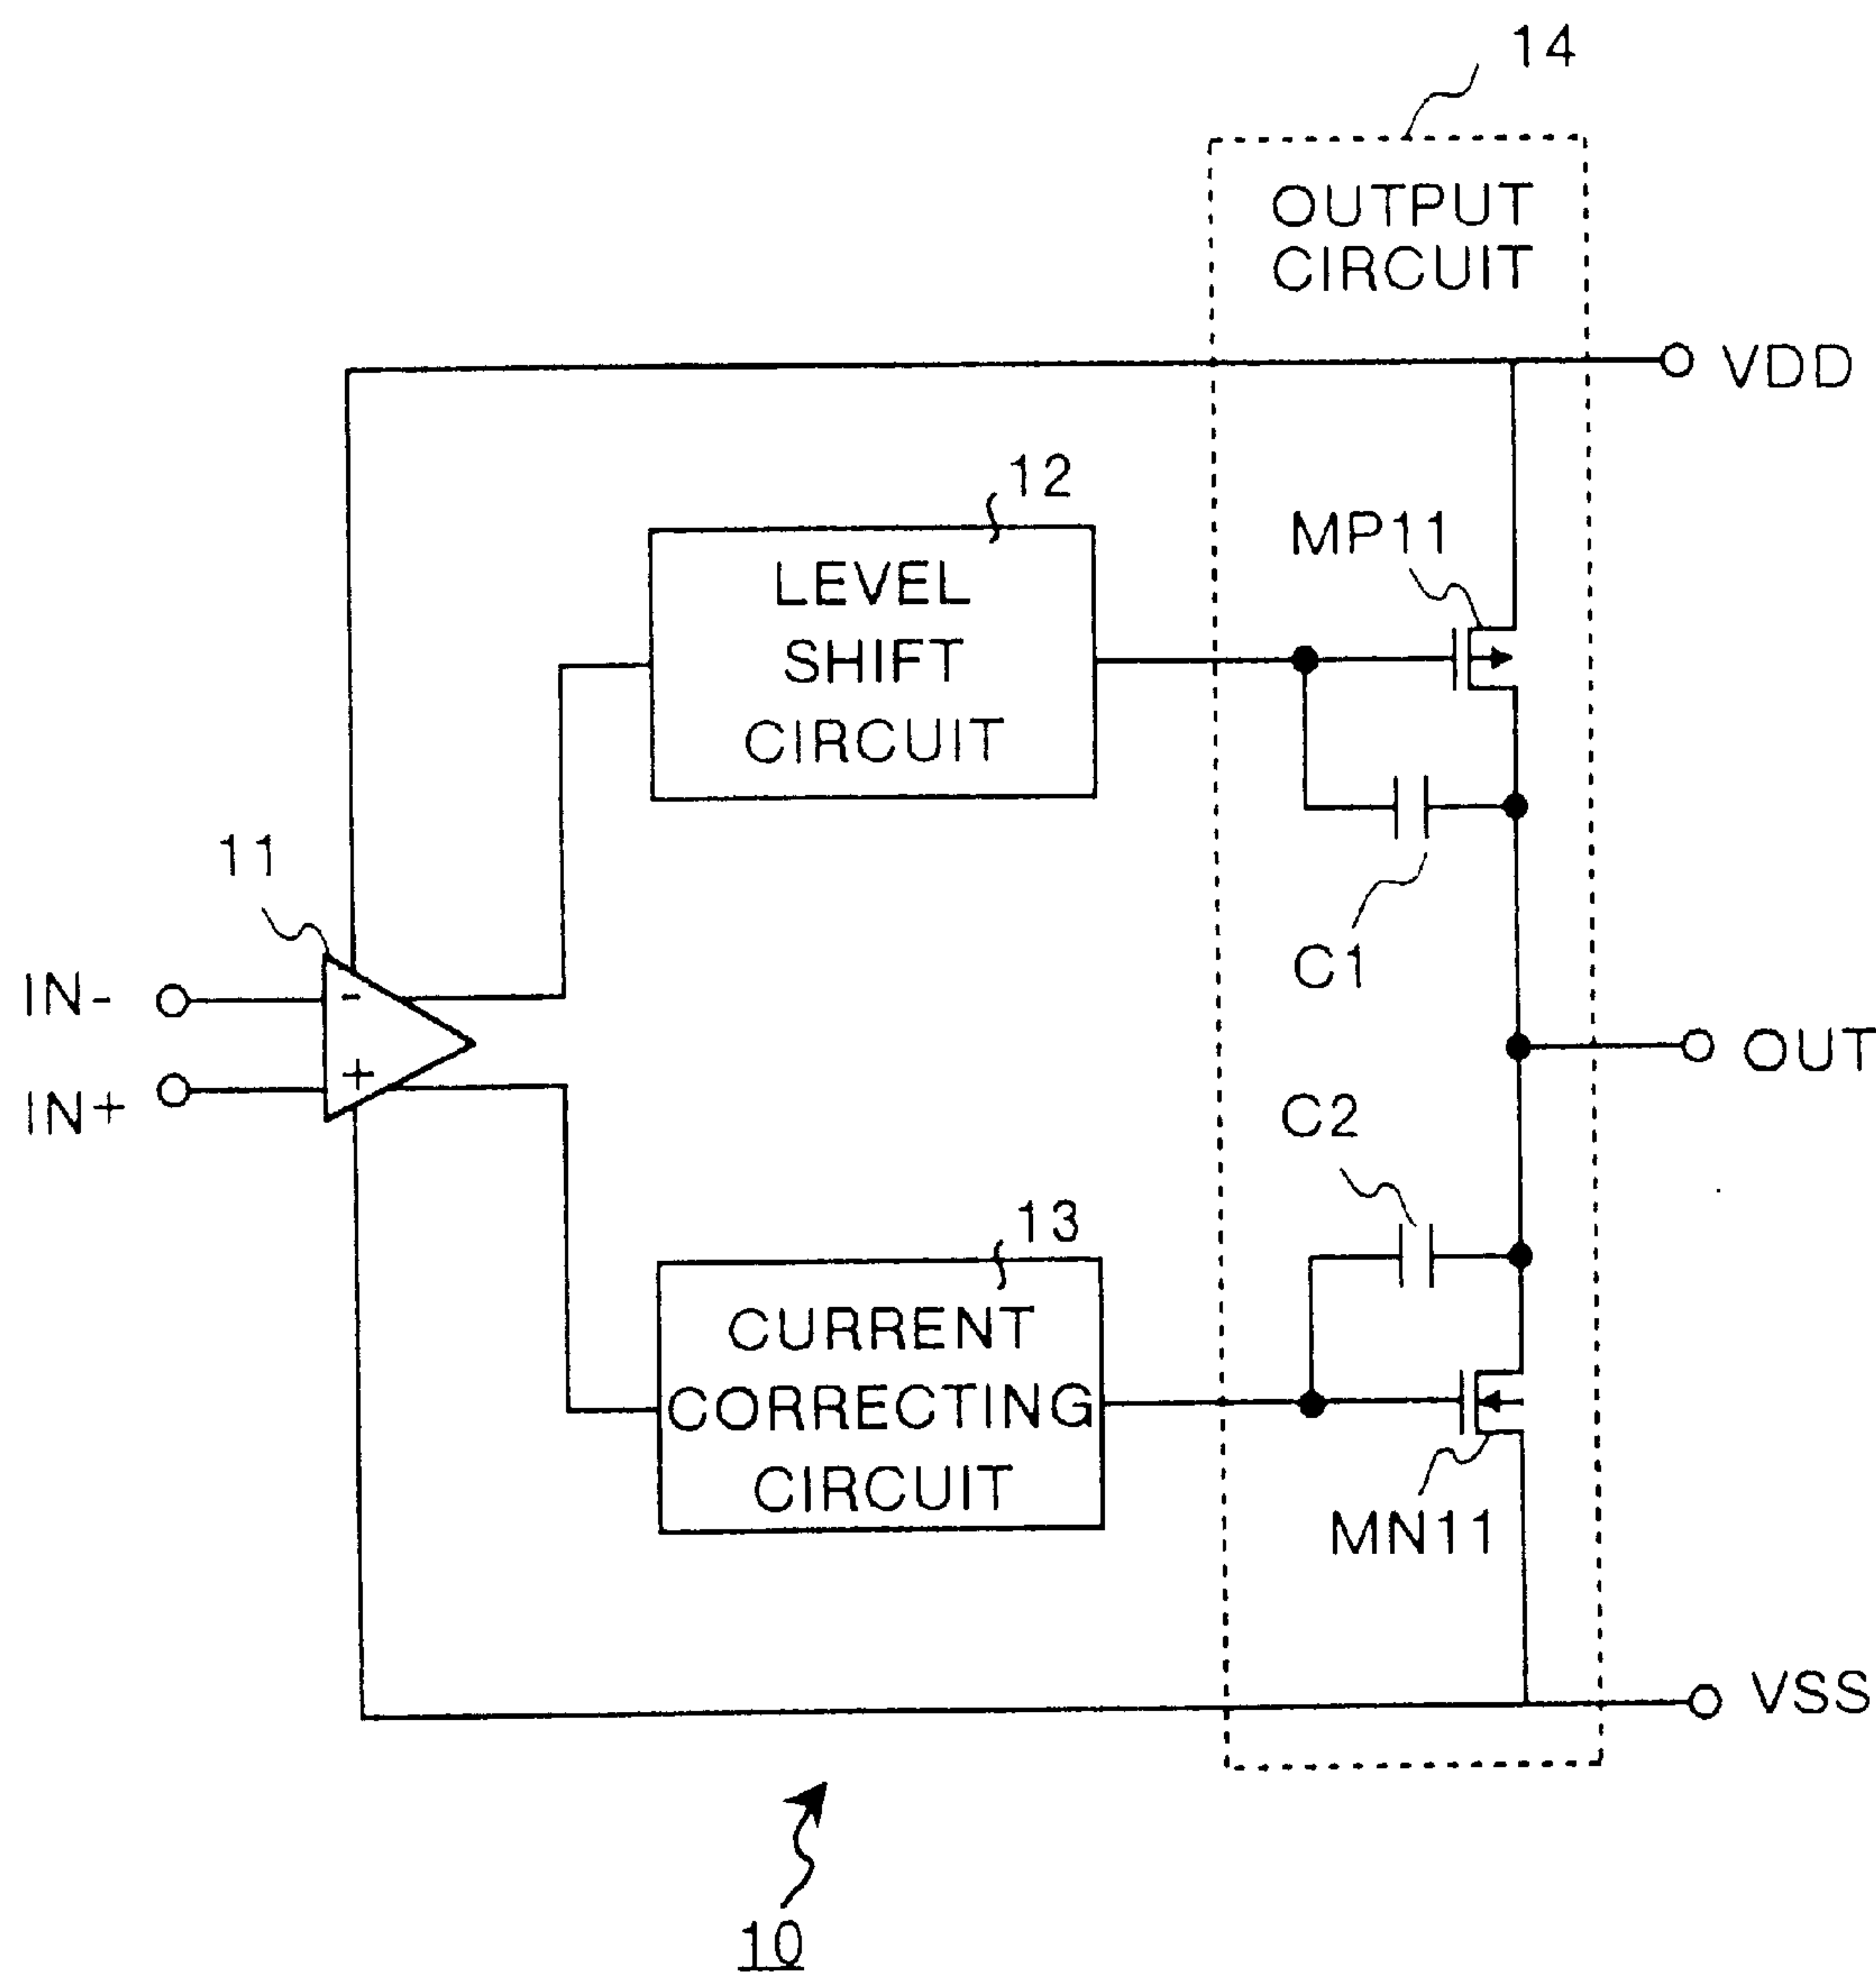 14
OUTPUT
CIRCUIT
VDD
12
MP11
LEVEL
SHIFT
CIRCUIT
11
C1
IN-
-
OUT
+
IN+
C2
13
CURRENT
CORRECTING
CIRCUIT
MN11
VSS
10